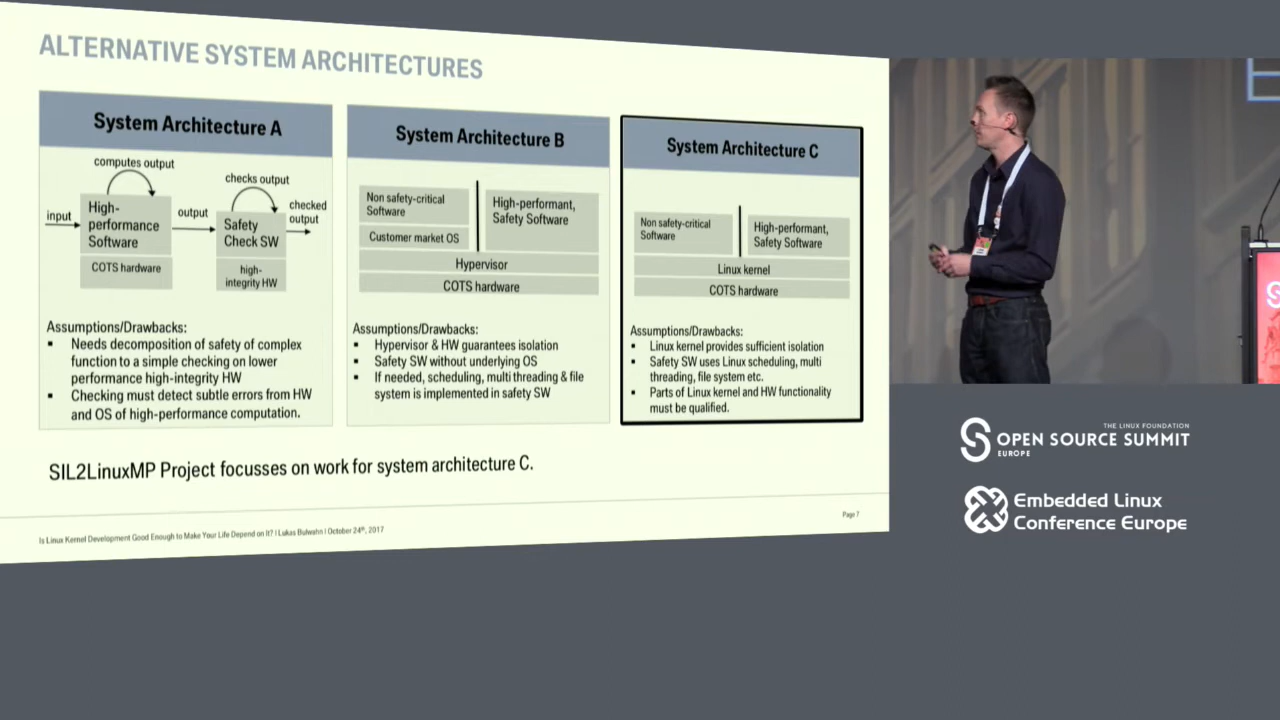 ALTERNATIVE SYSTEM ARCHITECTURES
System Architecture A
computes output
checks output
input
High-
performance
Software
output
Safety
Check SW
checked
output
COTS hardware
high-
integrity HW
Assumptions/Drawbacks:
▪ Needs decomposition of safety of complex
function to a simple checking on lower
performance high-integrity HW
▪ Checking must detect subtle errors from HW
and OS of high-performance computation.
System Architecture B
Non safety-critical
Software
Customer market OS
High-performant,
Safety Software
Hypervisor
COTS hardware
Assumptions/Drawbacks:
▪ Hypervisor & HW guarantees isolation
▪ Safety SW without underlying OS
▪ If needed, scheduling, multi threading & file
system is implemented in safety SW
System Architecture C
Non safety-critical
Software
High-performant,
Safety Software
Linux kernel
COTS hardware
Assumptions/Drawbacks:
▪ Linux kernel provides sufficient isolation
▪ Safety SW uses Linux scheduling, multi
threading, file system etc.
▪ Parts of Linux kernel and HW functionality
must be qualified.
SIL2LinuxMP Project focusses on work for system architecture C.
Is Linux Kernel Development Good Enough to Make Your Life Depend on It? | Lukas Bulwahn | October 24th, 2017
Page 7
THE LINUX FOUNDATION
OPEN SOURCE SUMMIT
EUROPE
Embedded Linux
Conference Europe